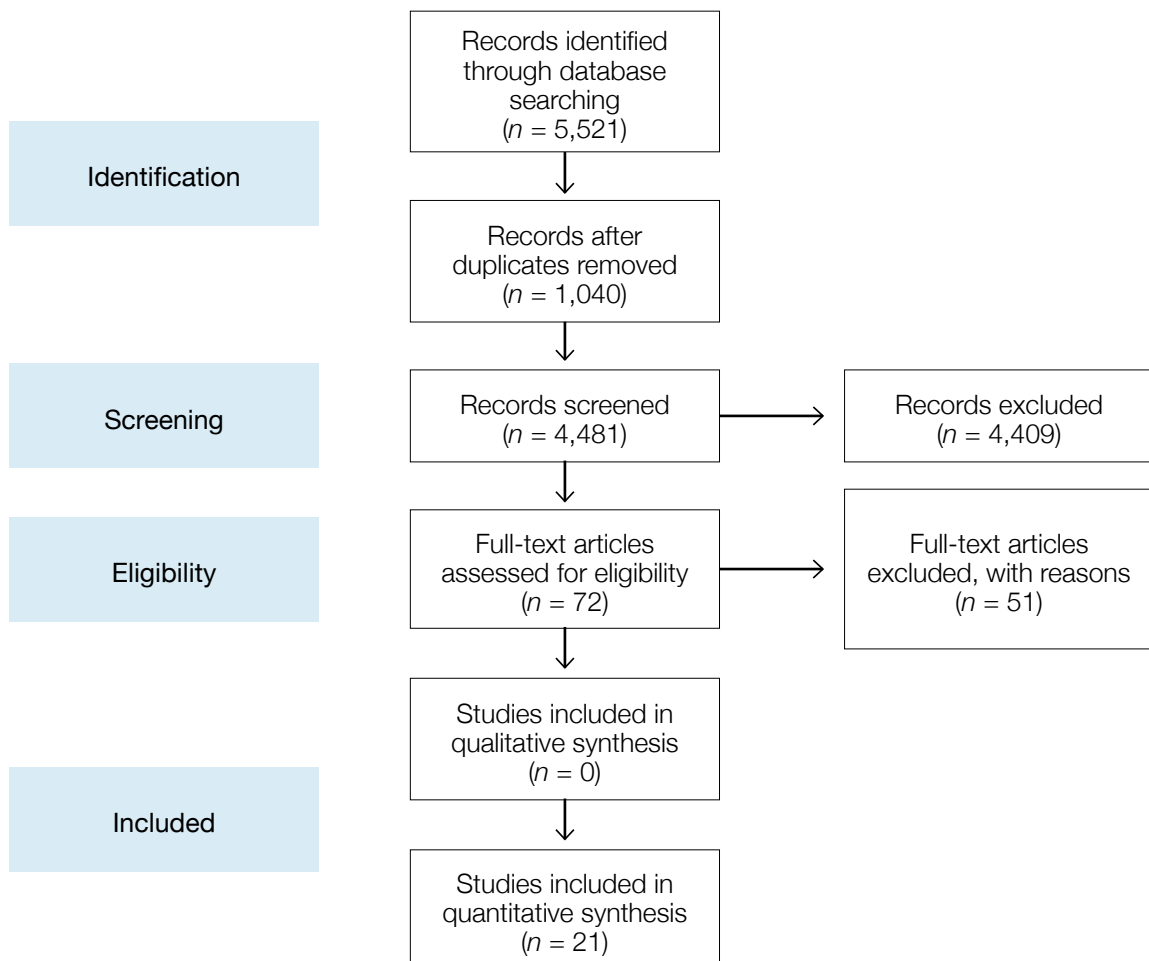 Records identified
through database
searching
(n = 5,521)
Identification
Records after
duplicates removed
(n = 1,040)
Screening
Records screened
(n = 4,481)
Records excluded
(n = 4,409)
Eligibility
Full-text articles
assessed for eligibility
(n = 72)
Full-text articles
excluded, with reasons
(n = 51)
Studies included in
qualitative synthesis
(n = 0)
Included
Studies included in
quantitative synthesis
(n = 21)